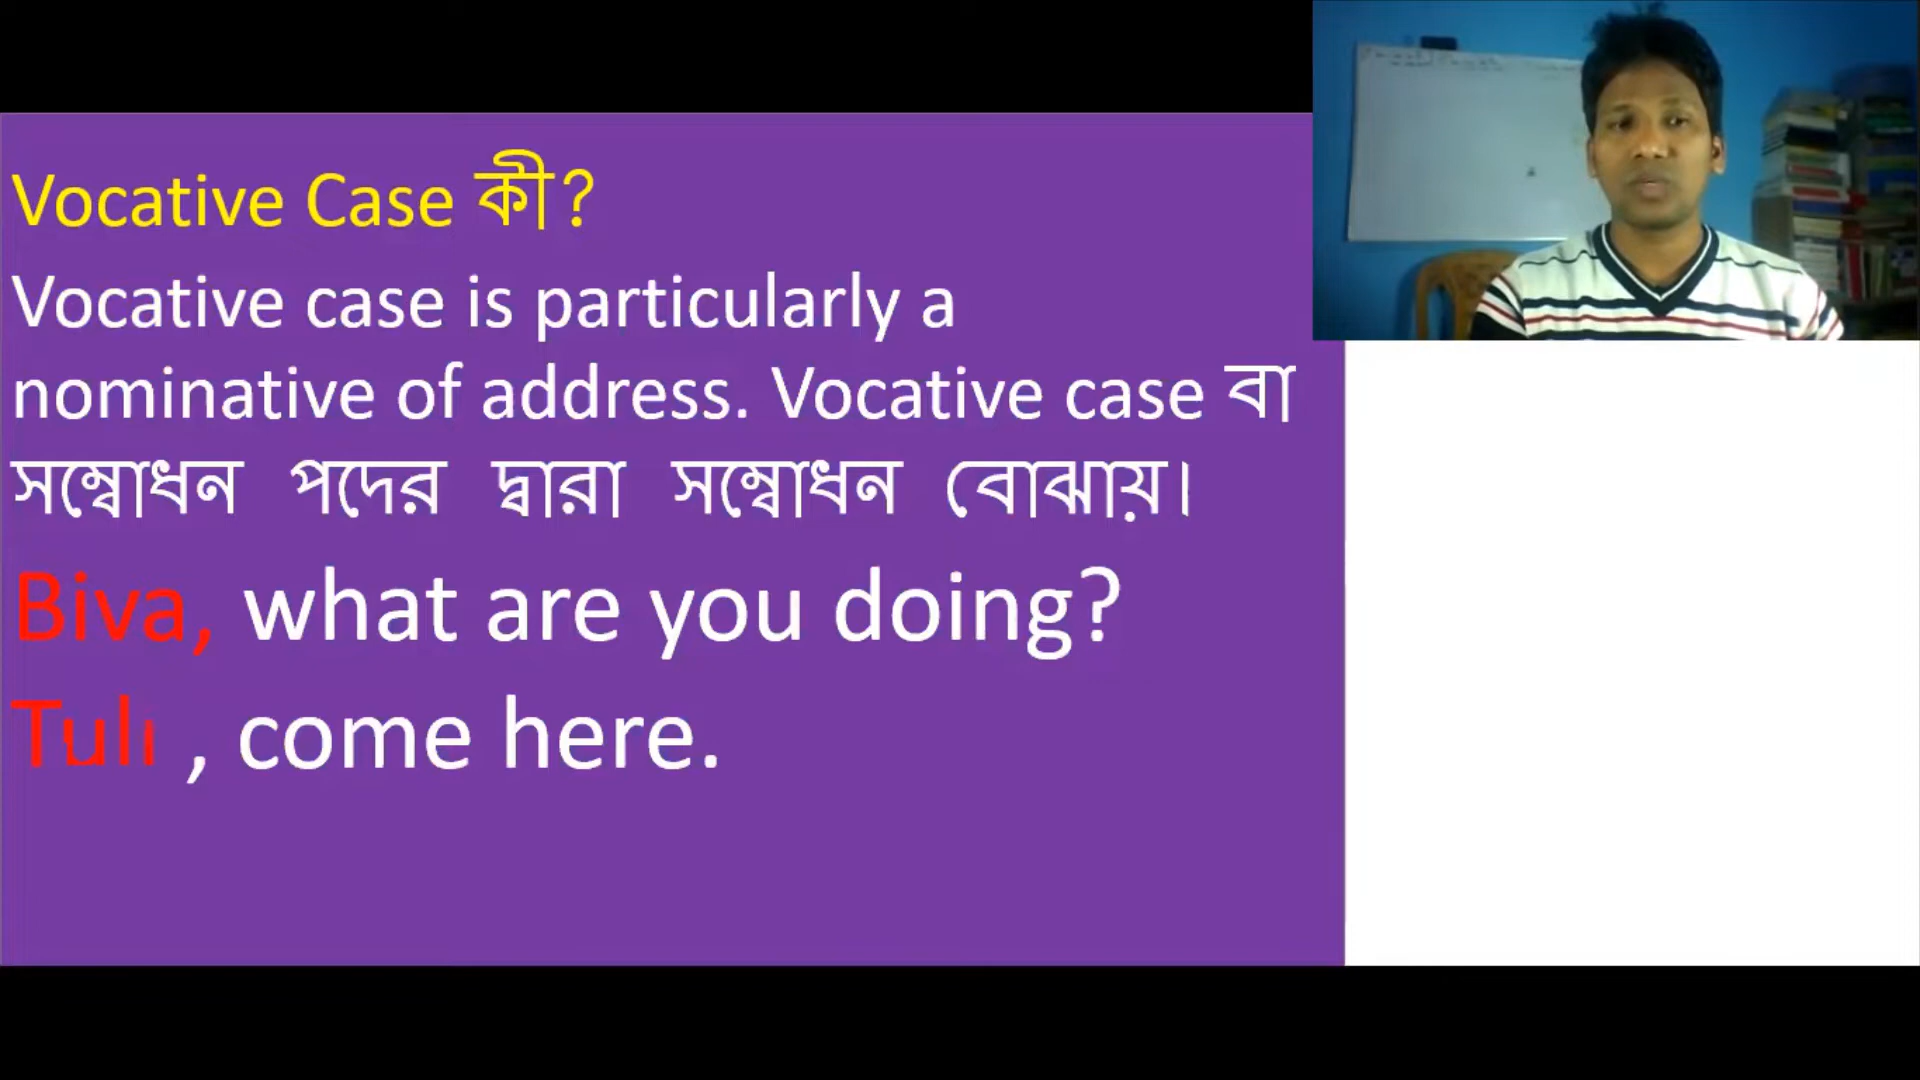 Vocative Case কী?
Vocative case is particularly a
nominative of address. Vocative case বা
সম্বোধন পদের দ্বারা সম্বোধন বোঝায়।
Biva, what are you doing?
Tuli , come here.